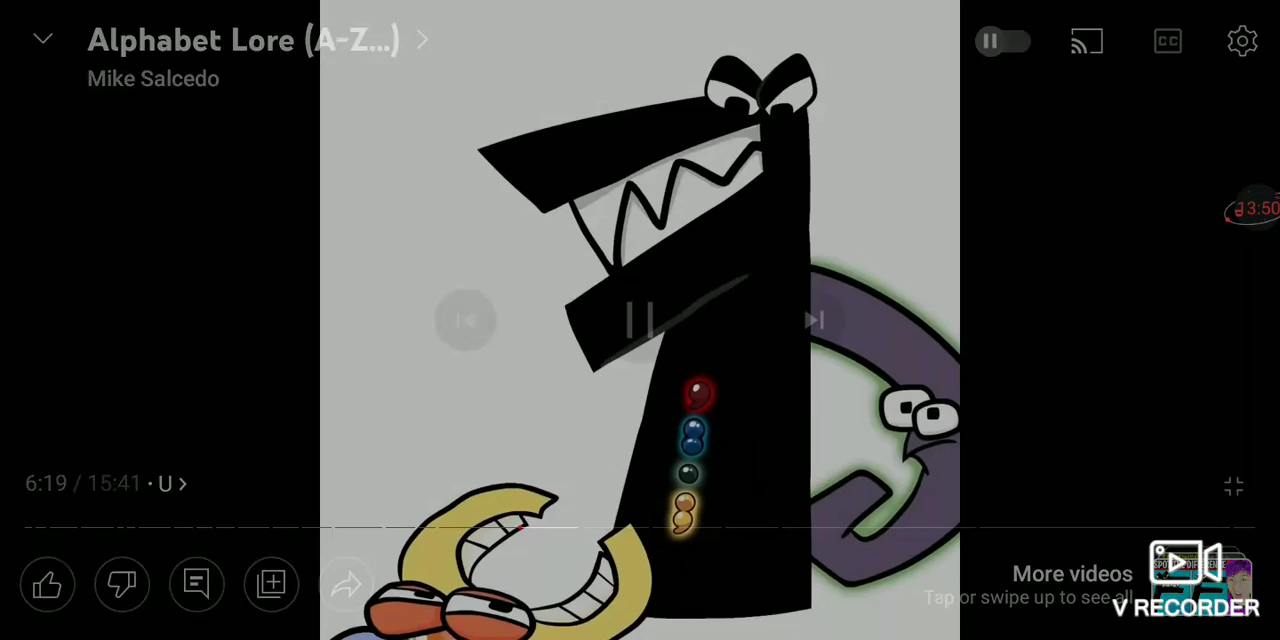 Alphabet Lore (A-Z...)
Mike Salcedo
CC
13:50
6:19 / 15:41 · U
More videos
Tap or swipe up to see all
V RECORDER